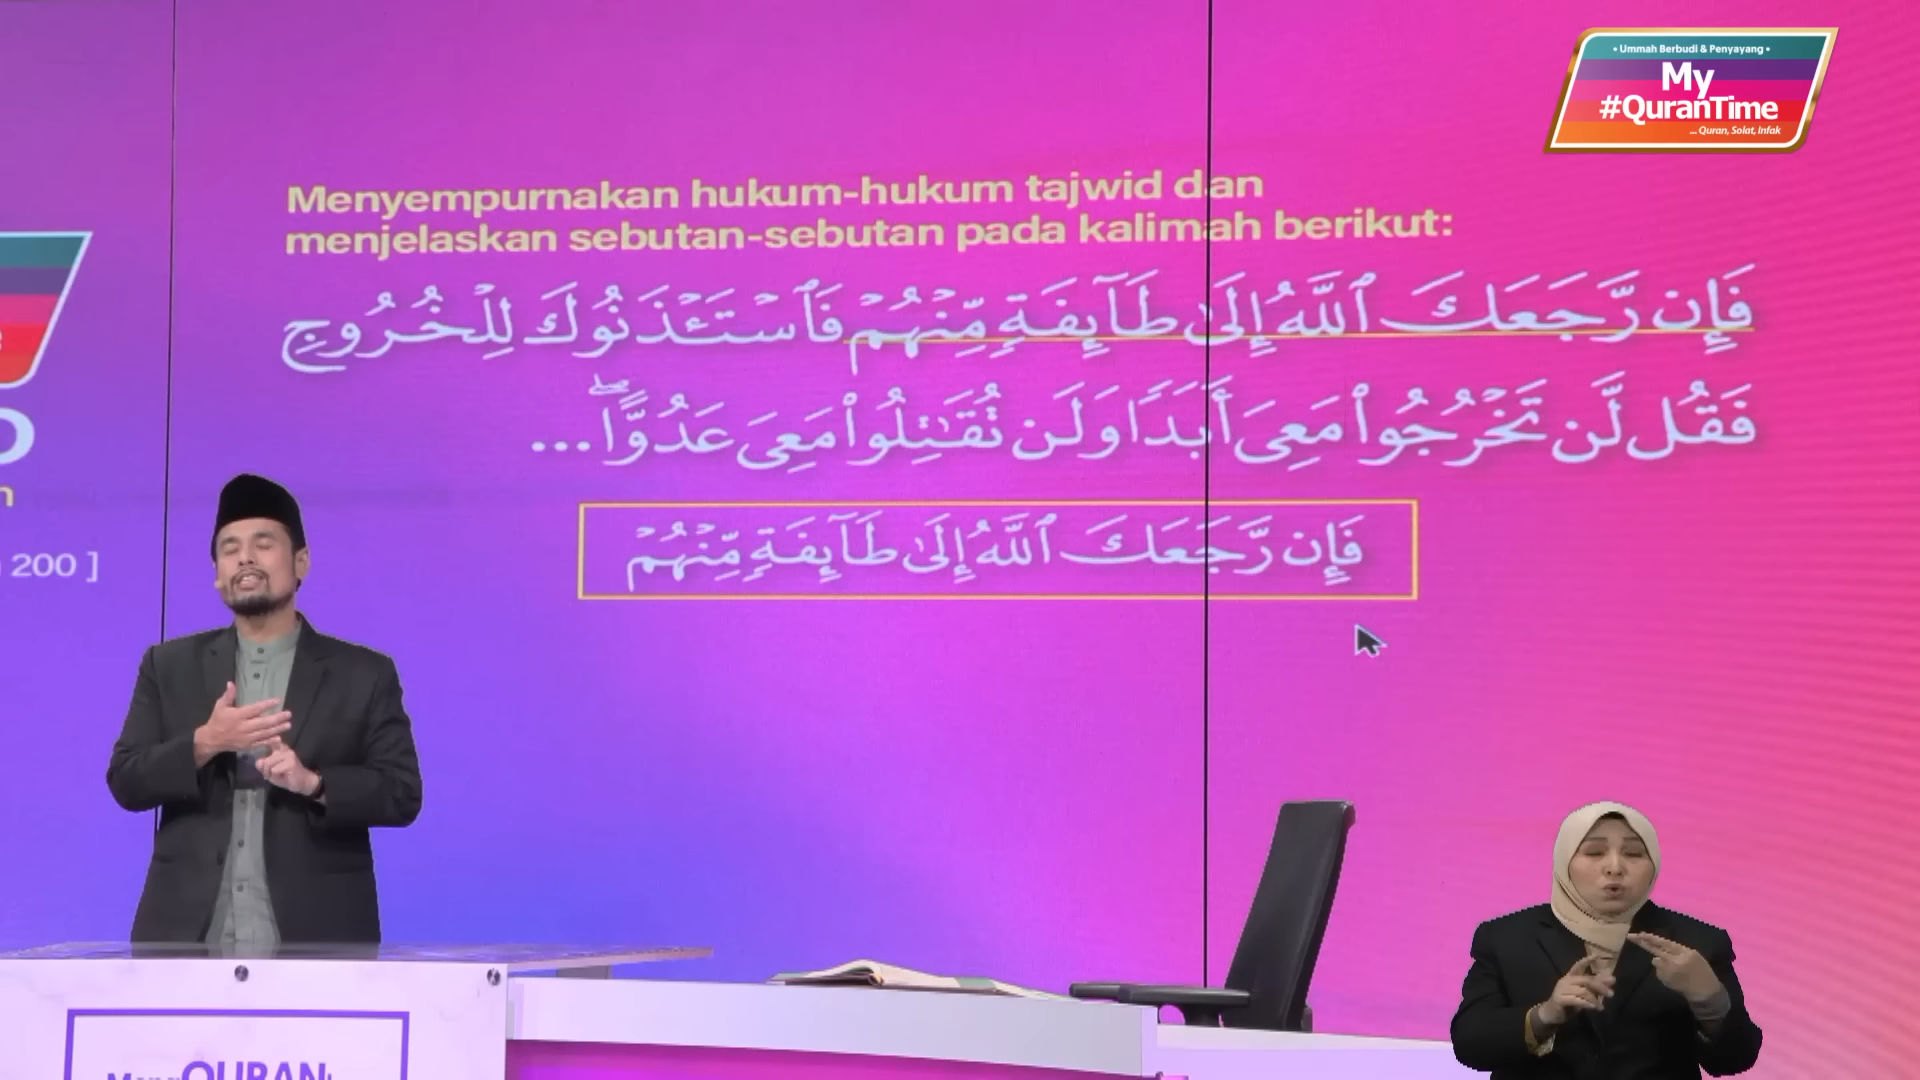 • Ummah Berbudi & Penyayang •
My
#QuranTime
... Quran, Solat, Infak
Menyempurnakan hukum-hukum tajwid dan
menjelaskan sebutan-sebutan pada kalimah berikut:
فَإِن رَّجَعَكَ ٱللَّهُ إِلَىٰ طَآئِفَةٍ مِّنْهُمْ فَٱسْتَـْٔذَنُوكَ لِلْخُرُوجِ
فَقُل لَّن تَخْرُجُوا۟ مَعِىَ أَبَدًا وَلَن تُقَـٰتِلُوا۟ مَعِىَ عَدُوًّا ۖ...
فَإِن رَّجَعَكَ ٱللَّهُ إِلَىٰ طَآئِفَةٍ مِّنْهُمْ
200 ]
QURAN